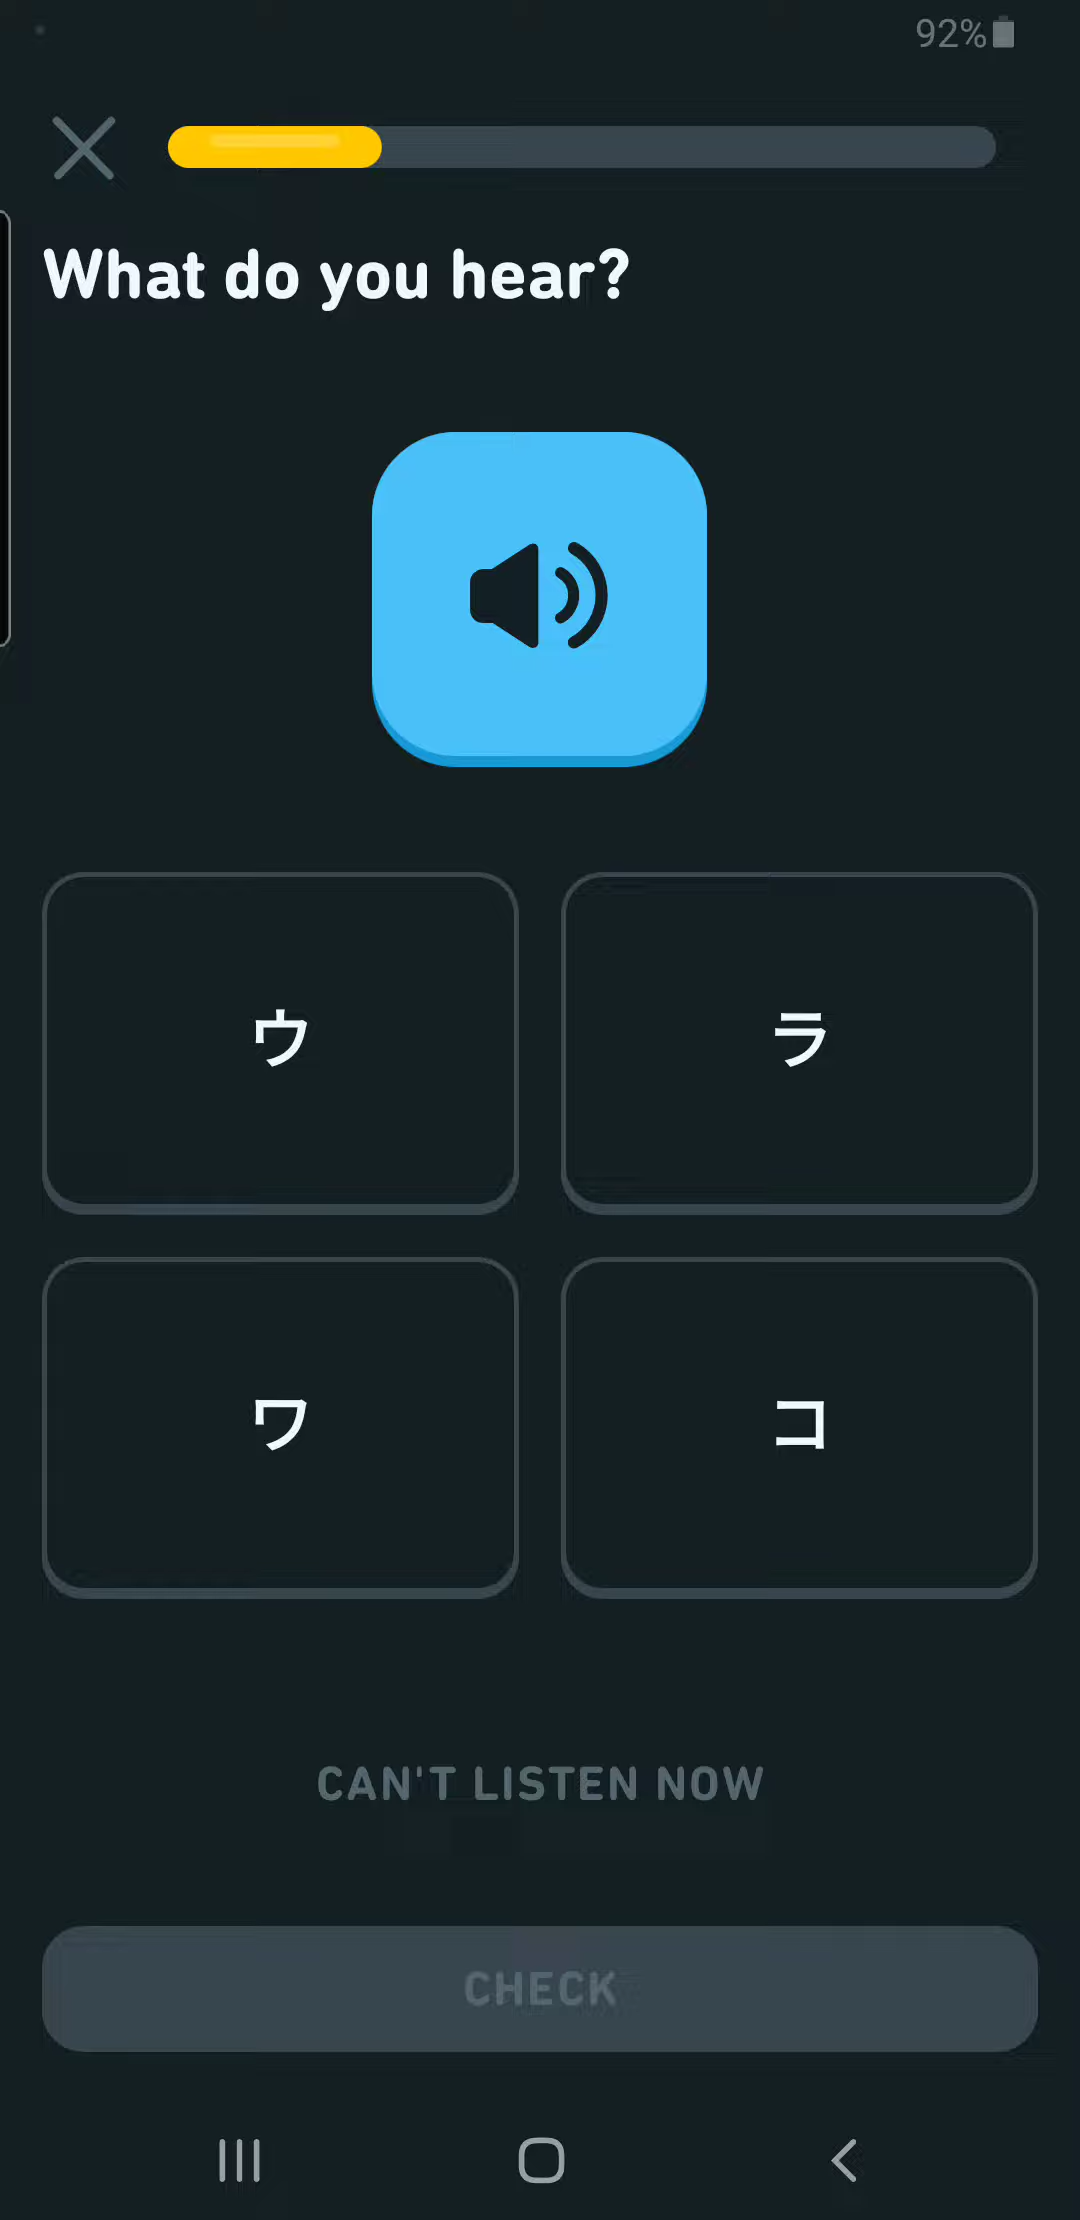 92%
What do you hear?
ウ
ラ
ワ
コ
CAN'T LISTEN NOW
CHECK